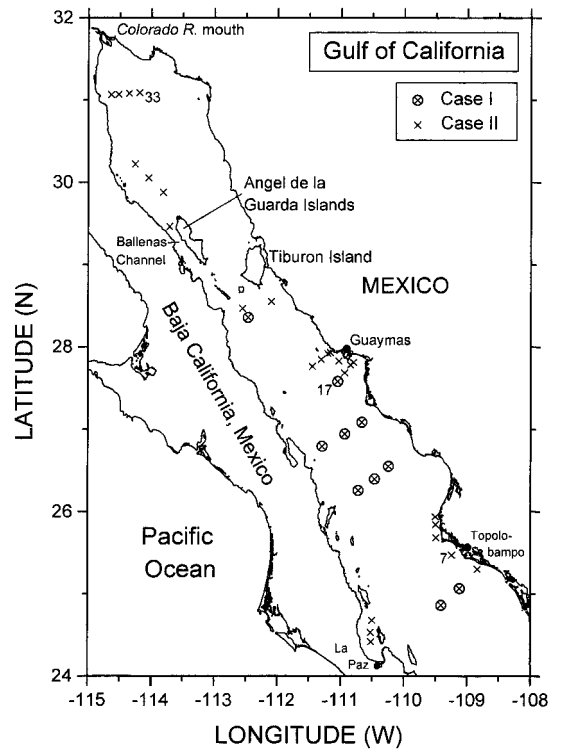 32
Colorado R. mouth
Gulf of California
Case I
Case II
33
30
Angel de la
Guarda Islands
Ballenas
Channel
Tiburon Island
MEXICO
LATITUDE (N)
28
Guaymas
17
Baja California, Mexico
26
Pacific
Ocean
Topolo-
bampo
7
La
Paz
24
-115 -114 -113 -112 -111 -110 -109 -108
LONGITUDE (W)